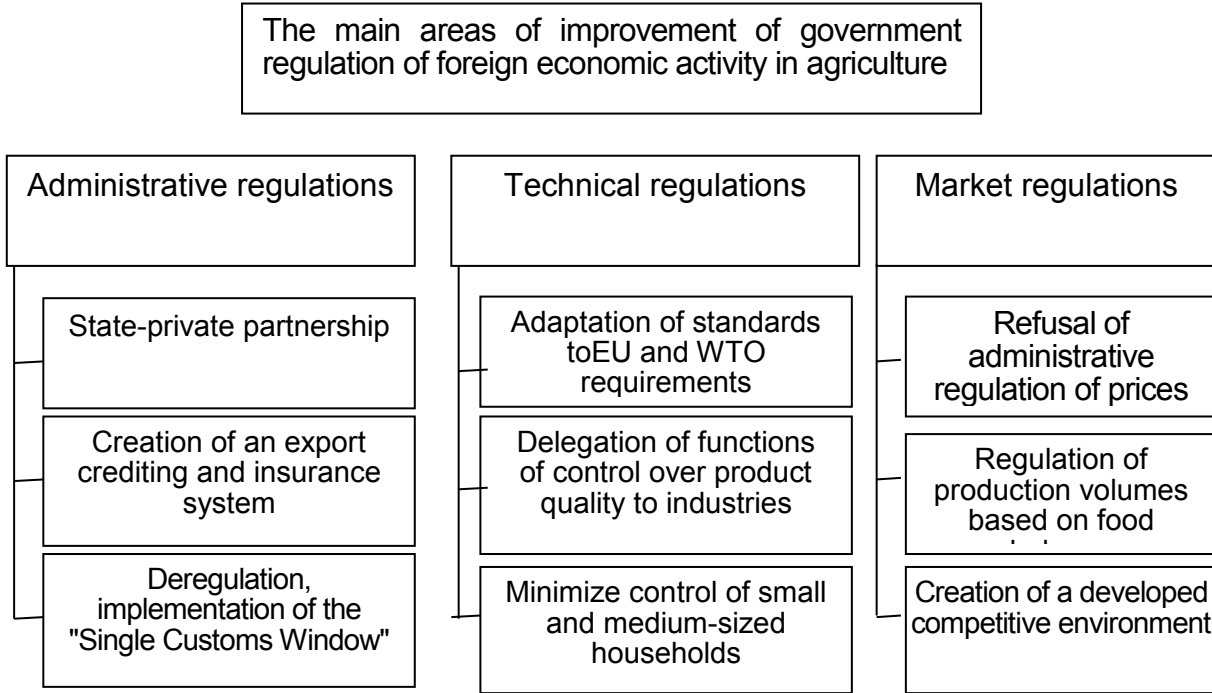 The main areas of improvement of government
regulation of foreign economic activity in agriculture
Administrative regulations
State-private partnership
Creation of an export
crediting and insurance
system
Deregulation,
implementation of the
"Single Customs Window"
Technical regulations
Adaptation of standards
toEU and WTO
requirements
Delegation of functions
of control over product
quality to industries
Minimize control of small
and medium-sized
households
Market regulations
Refusal of
administrative
regulation of prices
Regulation of
production volumes
based on food
Creation of a developed
competitive environment